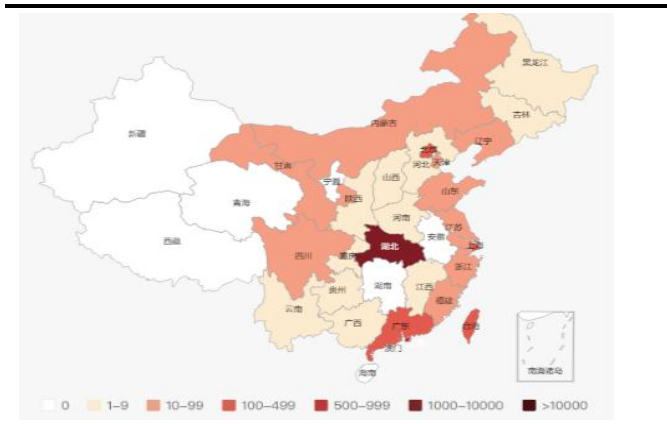 黑龙江
吉林
内蒙古
辽宁
新疆
北京
河北
天津
甘肃
山西
宁夏
山东
陕西
青海
河南
江苏
西藏
安徽
上海
四川
重庆
湖北
浙江
湖南
江西
贵州
福建
云南
广西
广东
台湾
澳门
海南
南海诸岛
0 1–9 10–99 100–499 500–999 1000–10000 >10000